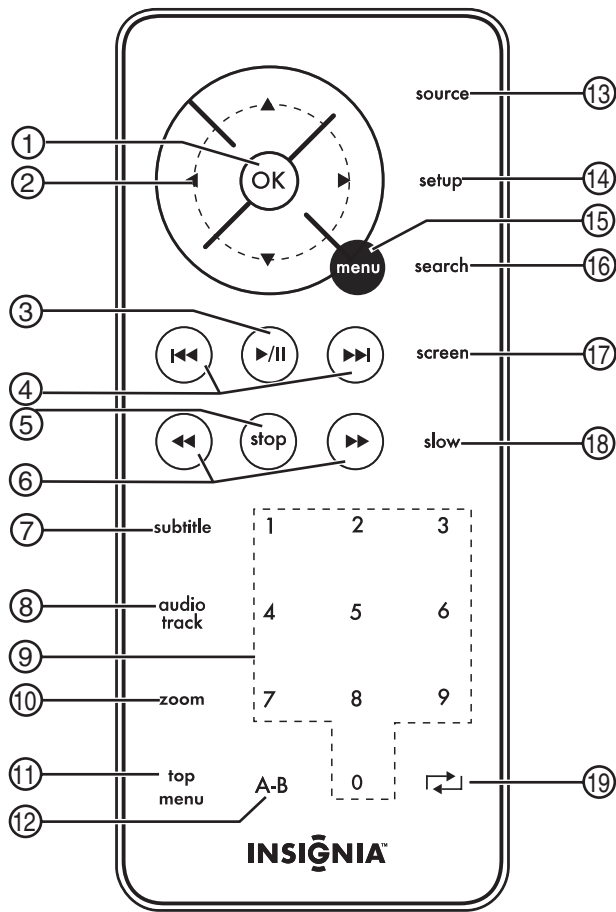 source 13
1 OK
2 setup 14
15
menu search 16
3
▶/II screen 17
4
5
stop slow 18
6
7 subtitle 1 2 3
8 audio
track 4 5 6
9
10 zoom 7 8 9
11 top
menu A-B 0 19
12
INSIGNIA™